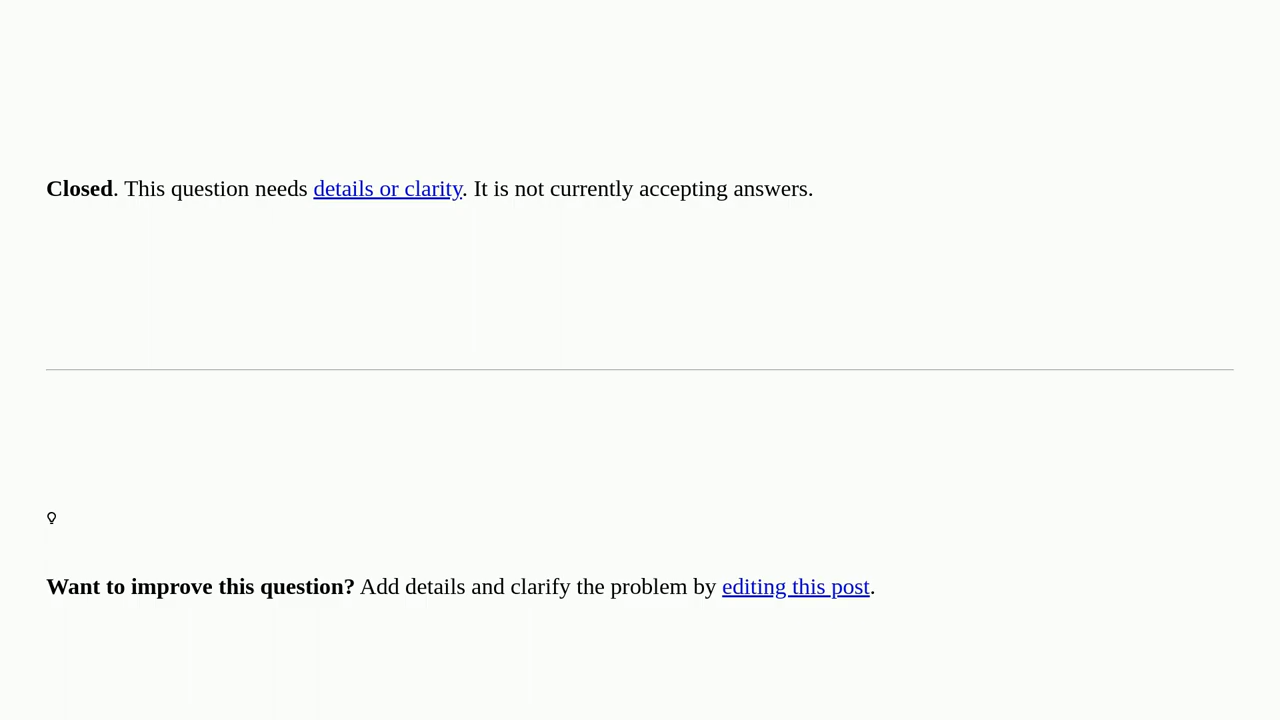 Closed. This question needs details or clarity. It is not currently accepting answers.
Want to improve this question? Add details and clarify the problem by editing this post.